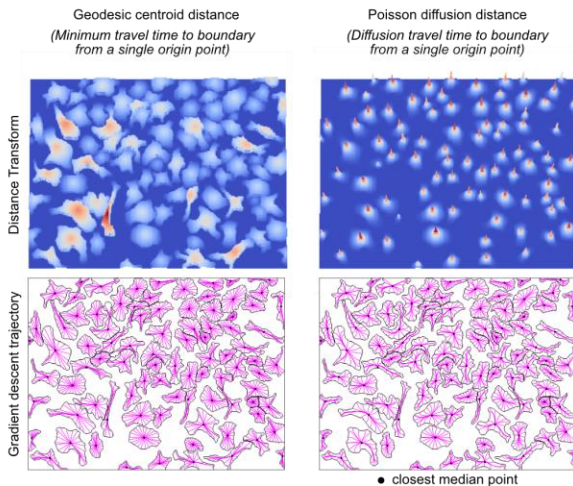 Geodesic centroid distance
(Minimum travel time to boundary
from a single origin point)
Poisson diffusion distance
(Diffusion travel time to boundary
from a single origin point)
Distance Transform
Gradient descent trajectory
closest median point